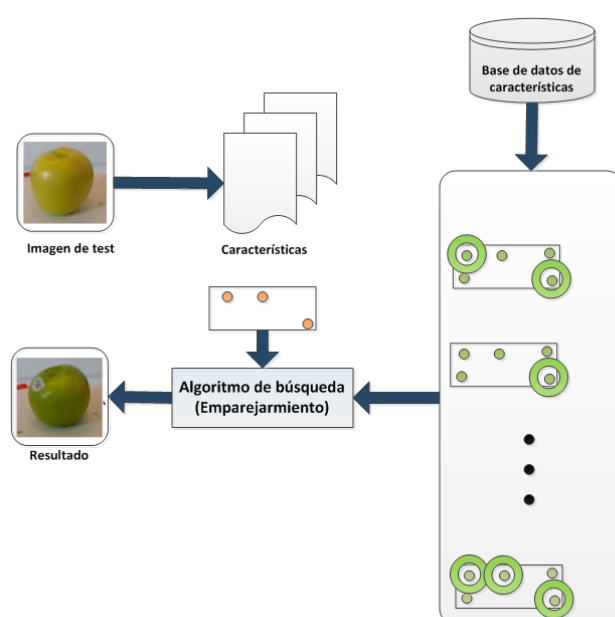 Base de datos de
características
Imagen de test
Características
Algoritmo de búsqueda
(Emparejarmiento)
Resultado